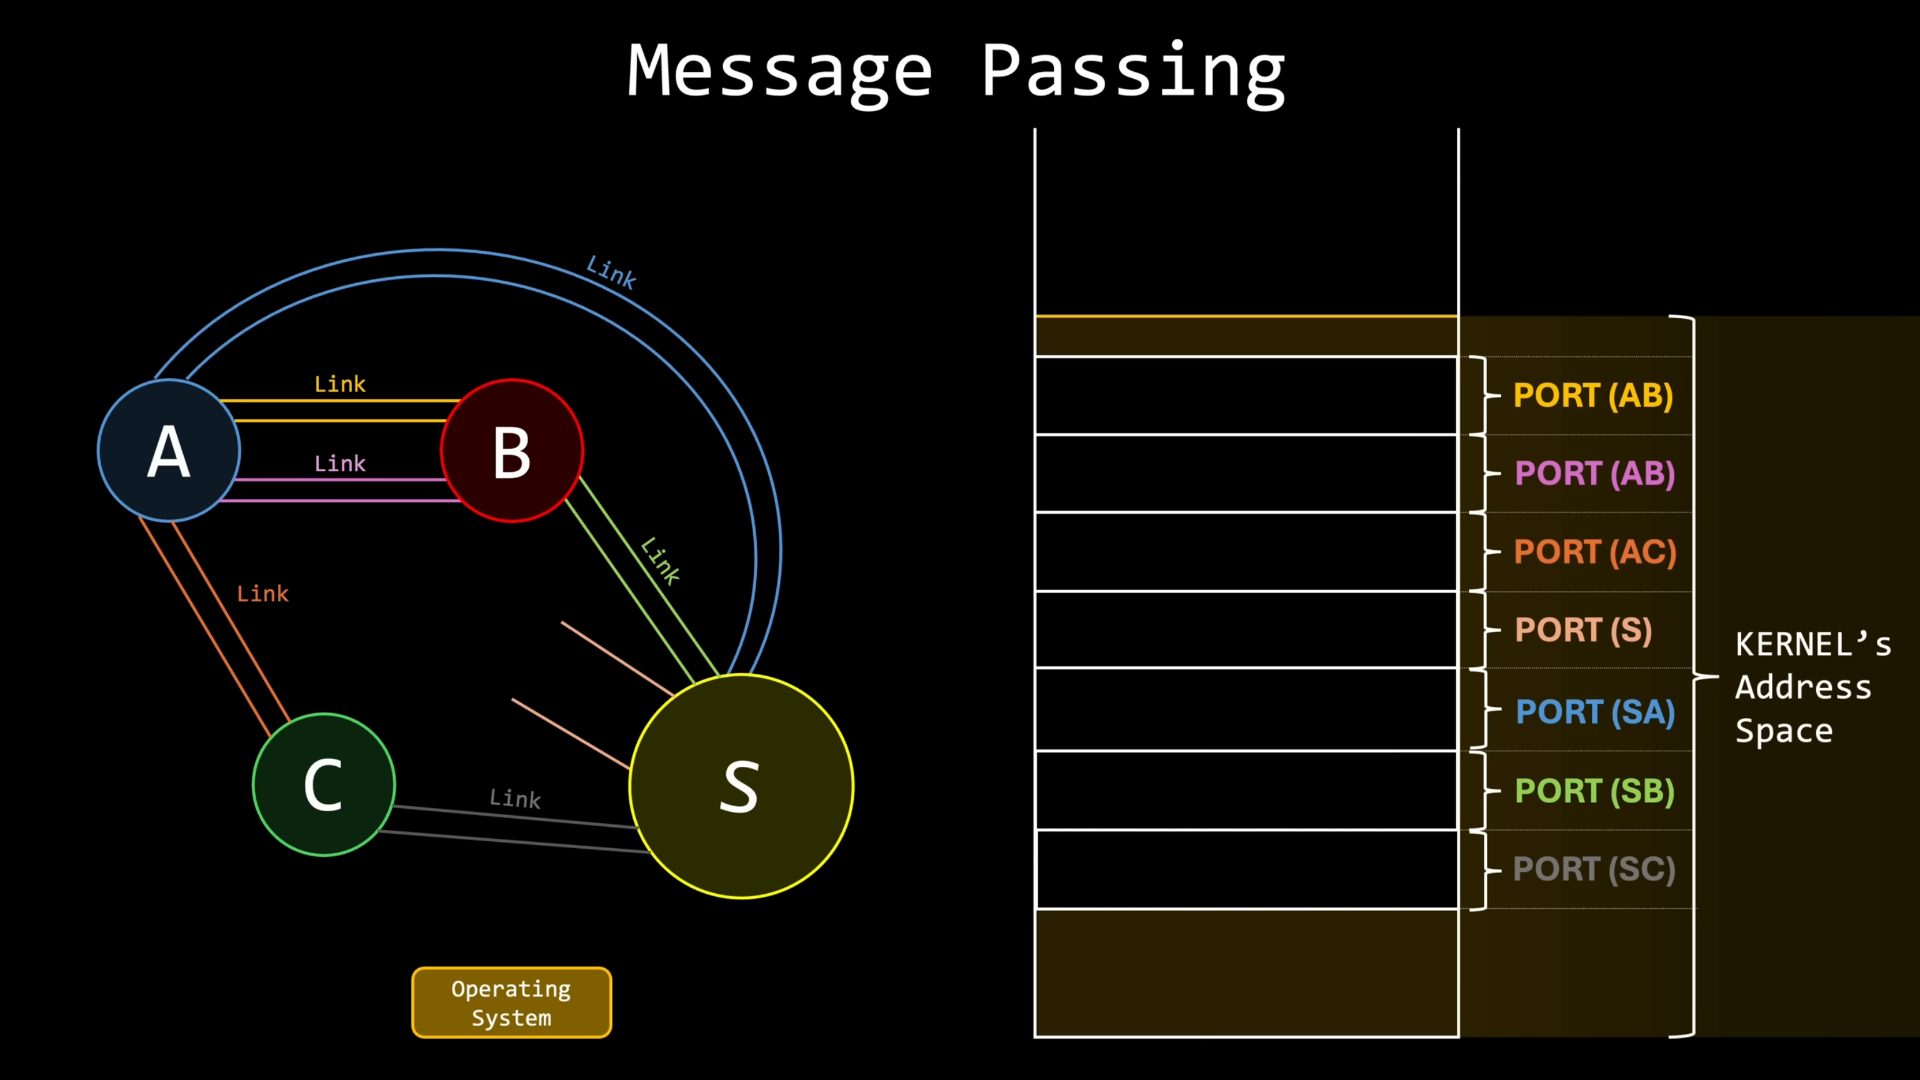 Message Passing
Link
Link
A
B
Link
Link
Link
C
Link
S
Operating
System
PORT (AB)
PORT (AB)
PORT (AC)
PORT (S)
PORT (SA)
PORT (SB)
PORT (SC)
KERNEL’s
Address
Space